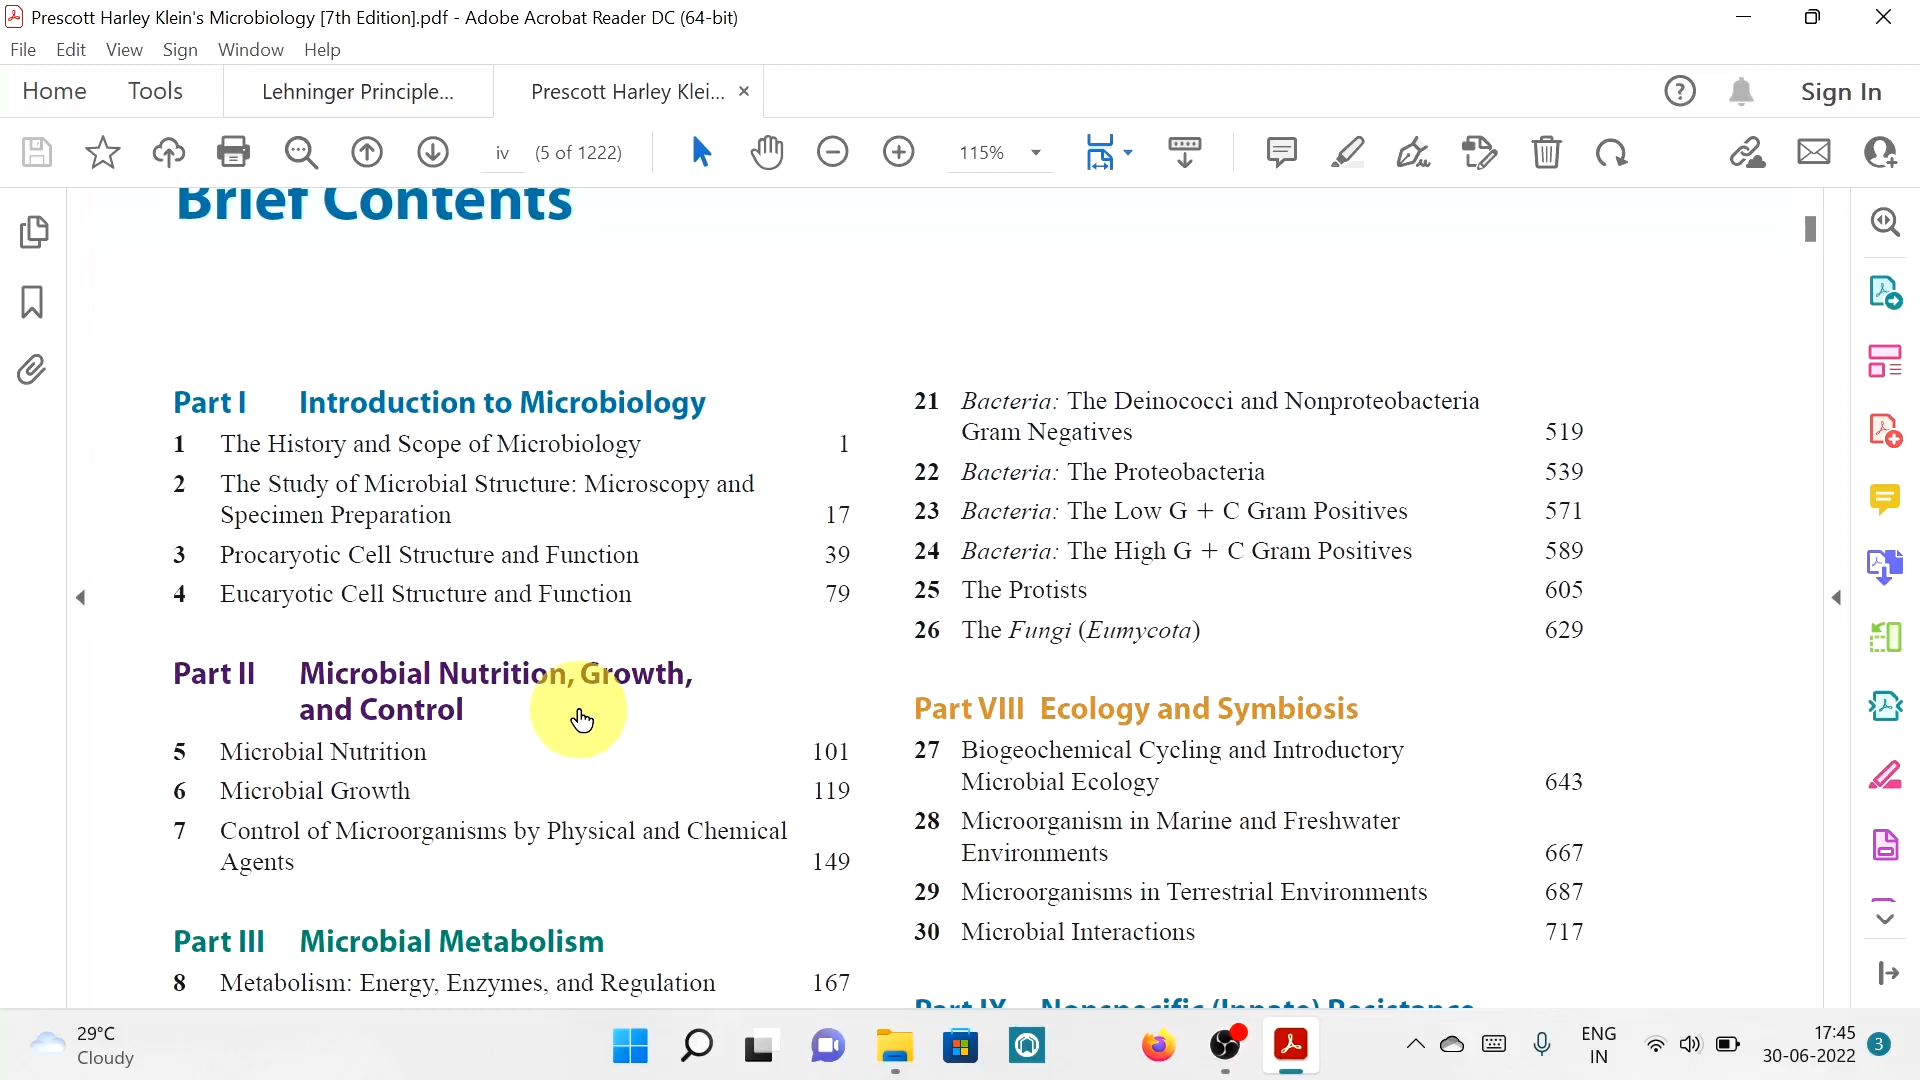 Prescott Harley Klein's Microbiology [7th Edition].pdf - Adobe Acrobat Reader DC (64-bit)
File Edit View Sign Window Help
Home Tools Lehninger Principle... Prescott Harley Klei... Sign In
iv (5 of 1222) 115%
Brief Contents
Part I Introduction to Microbiology
1 The History and Scope of Microbiology 1
2 The Study of Microbial Structure: Microscopy and
Specimen Preparation 17
3 Procaryotic Cell Structure and Function 39
4 Eucaryotic Cell Structure and Function 79
Part II Microbial Nutrition, Growth,
and Control
5 Microbial Nutrition 101
6 Microbial Growth 119
7 Control of Microorganisms by Physical and Chemical
Agents 149
Part III Microbial Metabolism
8 Metabolism: Energy, Enzymes, and Regulation 167
21 Bacteria: The Deinococci and Nonproteobacteria
Gram Negatives 519
22 Bacteria: The Proteobacteria 539
23 Bacteria: The Low G + C Gram Positives 571
24 Bacteria: The High G + C Gram Positives 589
25 The Protists 605
26 The Fungi (Eumycota) 629
Part VIII Ecology and Symbiosis
27 Biogeochemical Cycling and Introductory
Microbial Ecology 643
28 Microorganism in Marine and Freshwater
Environments 667
29 Microorganisms in Terrestrial Environments 687
30 Microbial Interactions 717
Part IX Nonspecific (Innate) Resistance
29°C
Cloudy
ENG
IN
17:45
30-06-2022
3